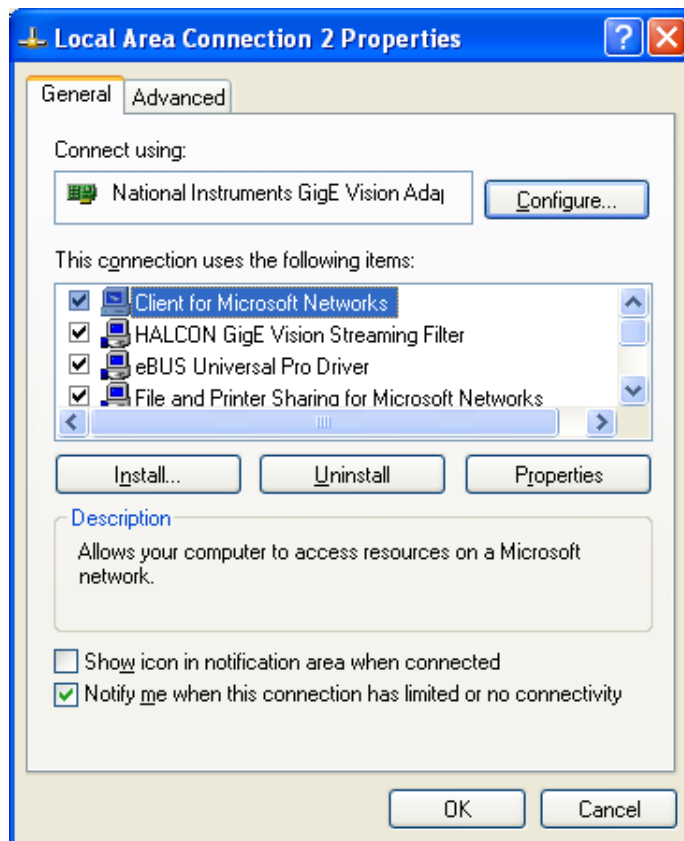 Local Area Connection 2 Properties
General
Advanced
Connect using:
National Instruments GigE Vision Adap
Configure...
This connection uses the following items:
Client for Microsoft Networks
HALCON GigE Vision Streaming Filter
eBUS Universal Pro Driver
File and Printer Sharing for Microsoft Networks
Install...
Uninstall
Properties
Description
Allows your computer to access resources on a Microsoft
network.
Show icon in notification area when connected
Notify me when this connection has limited or no connectivity
OK
Cancel